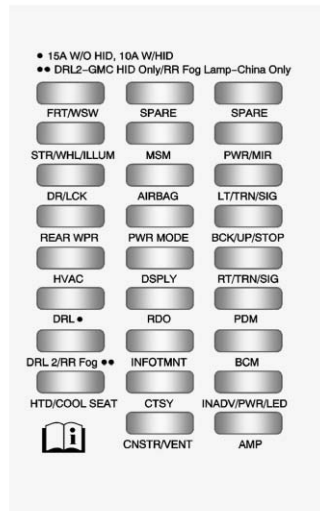 • 15A W/O HID, 10A W/HID
•• DRL2-GMC HID Only/RR Fog Lamp-China Only
FRT/WSW SPARE SPARE
STR/WHL/ILLUM MSM PWR/MIR
DR/LCK AIRBAG LT/TRN/SIG
REAR WPR PWR MODE BCK/UP/STOP
HVAC DSPLY RT/TRN/SIG
DRL • RDO PDM
DRL 2/RR Fog •• INFOTMNT BCM
HTD/COOL SEAT CTSY INADV/PWR/LED
CNSTR/VENT AMP